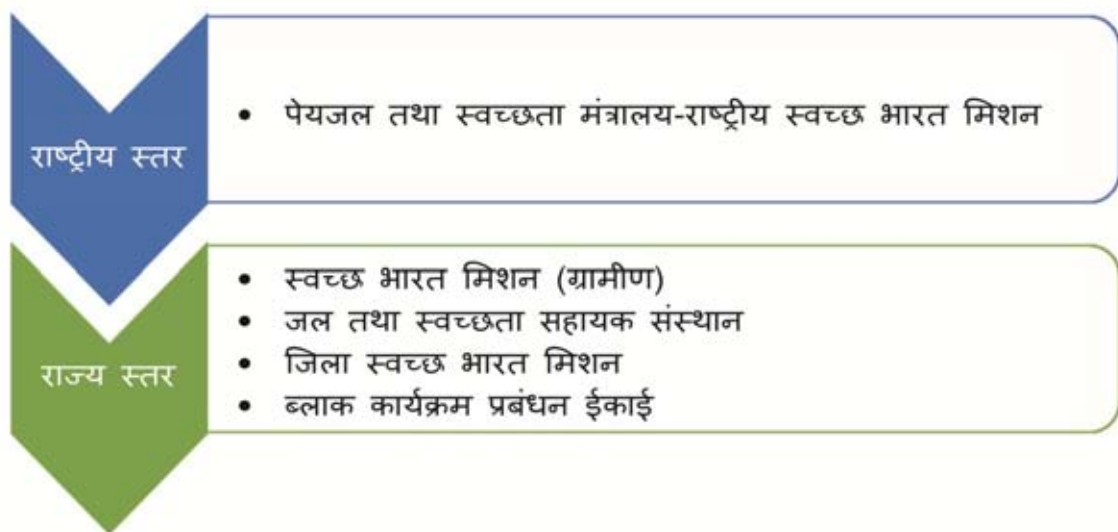 राष्ट्रीय स्तर
• पेयजल तथा स्वच्छता मंत्रालय-राष्ट्रीय स्वच्छ भारत मिशन
राज्य स्तर
• स्वच्छ भारत मिशन (ग्रामीण)
• जल तथा स्वच्छता सहायक संस्थान
• जिला स्वच्छ भारत मिशन
• ब्लाक कार्यक्रम प्रबंधन ईकाई